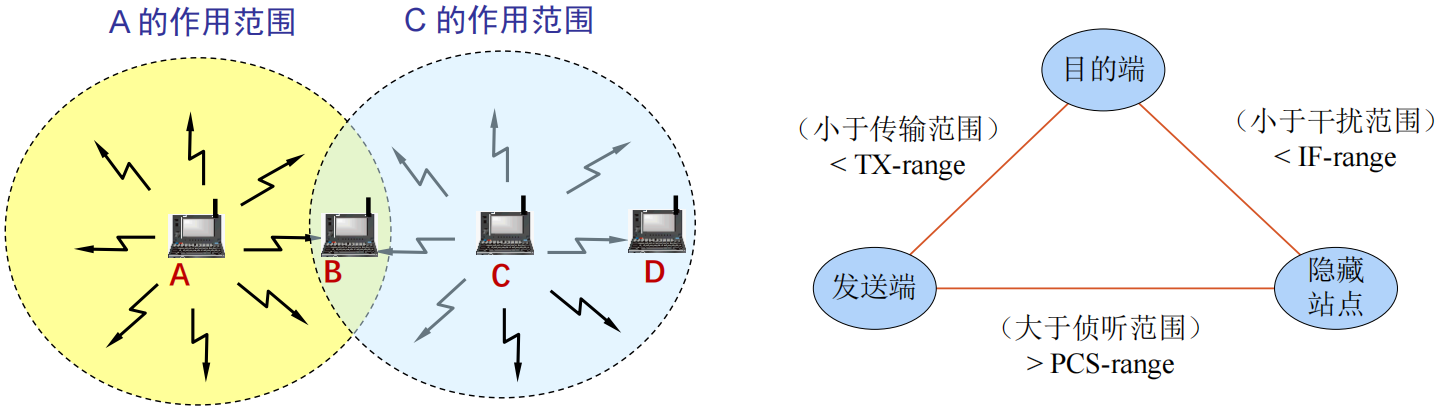 A 的作用范围
C 的作用范围
A
B
C
D
目的端
（小于传输范围）
< TX-range
（小于干扰范围）
< IF-range
发送端
隐藏
站点
（大于侦听范围）
> PCS-range